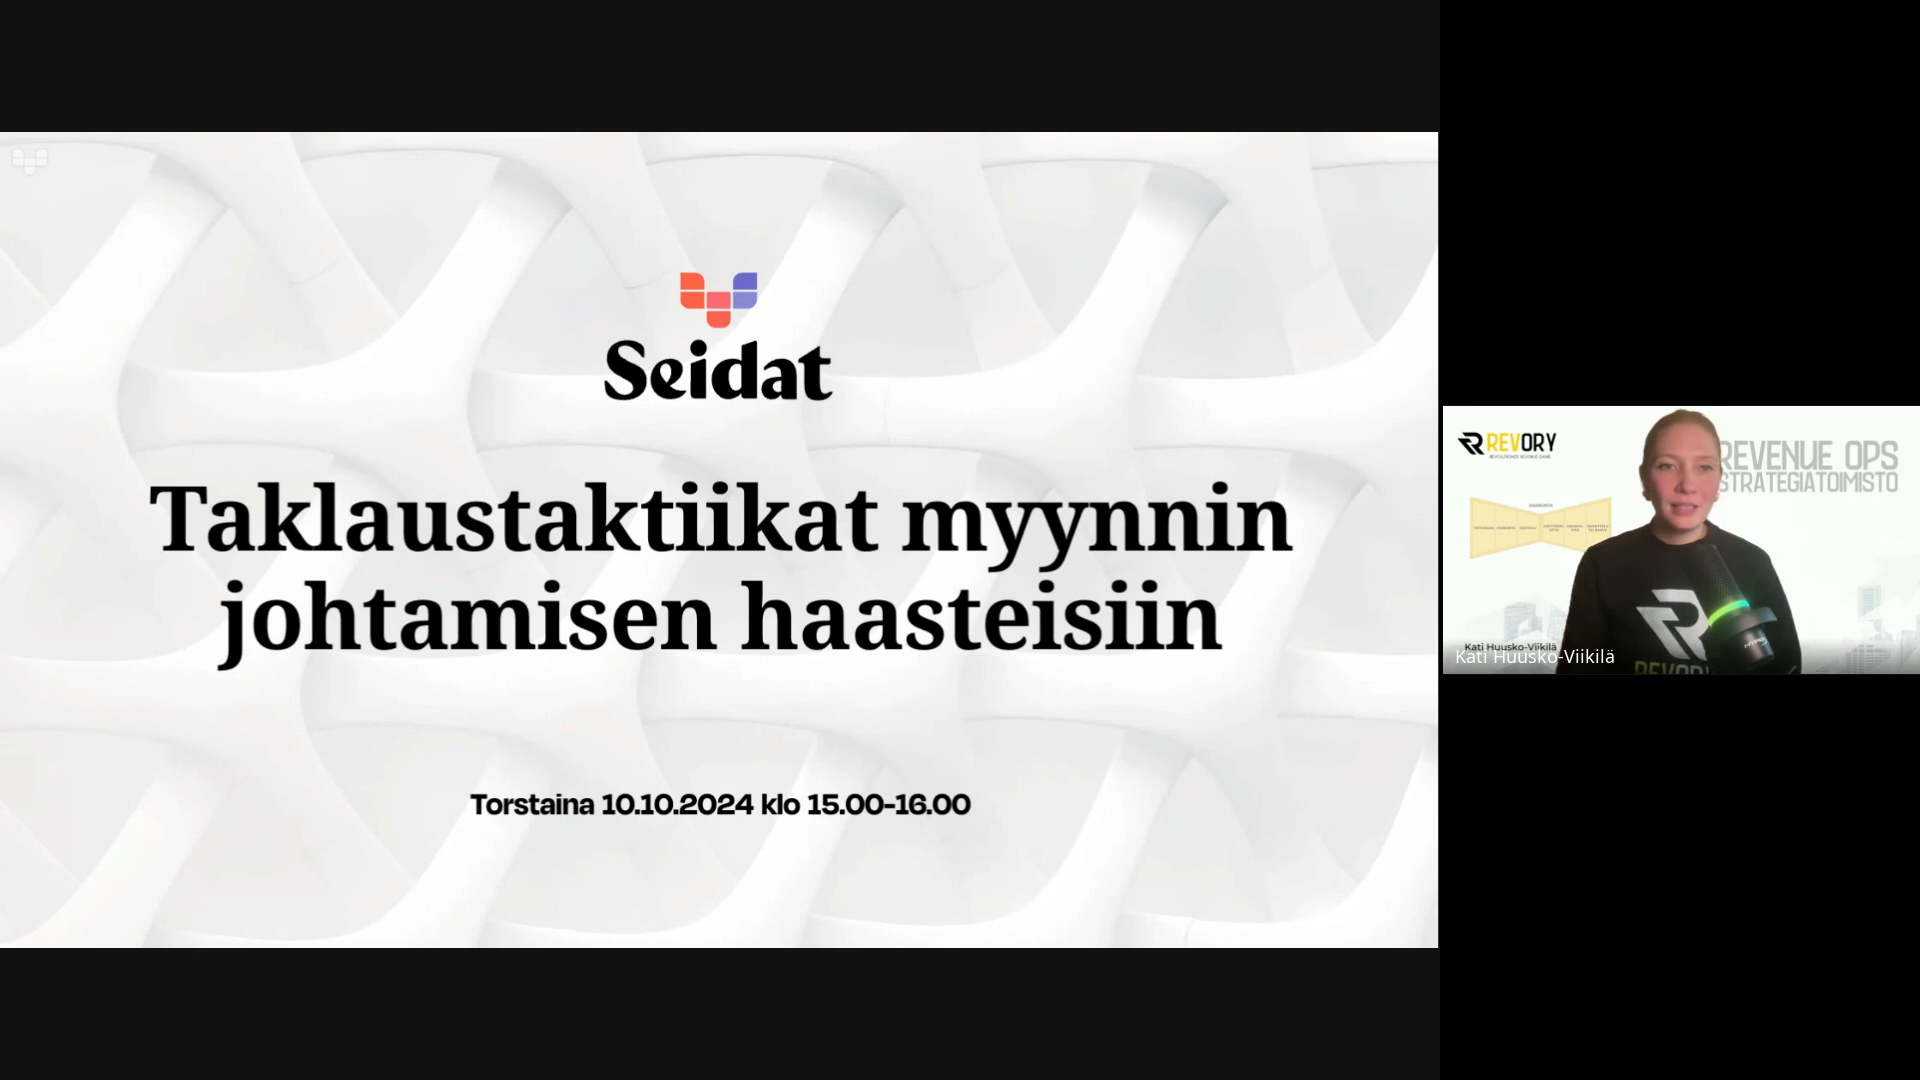 Seidat
Taklaustaktiikat myynnin
johtamisen haasteisiin
Torstaina 10.10.2024 klo 15.00-16.00
REVORY
REVENUE OPS
STRATEGIATOIMISTO
Kati Huusko-Viikilä
Kati Huusko-Viikilä
REVORY